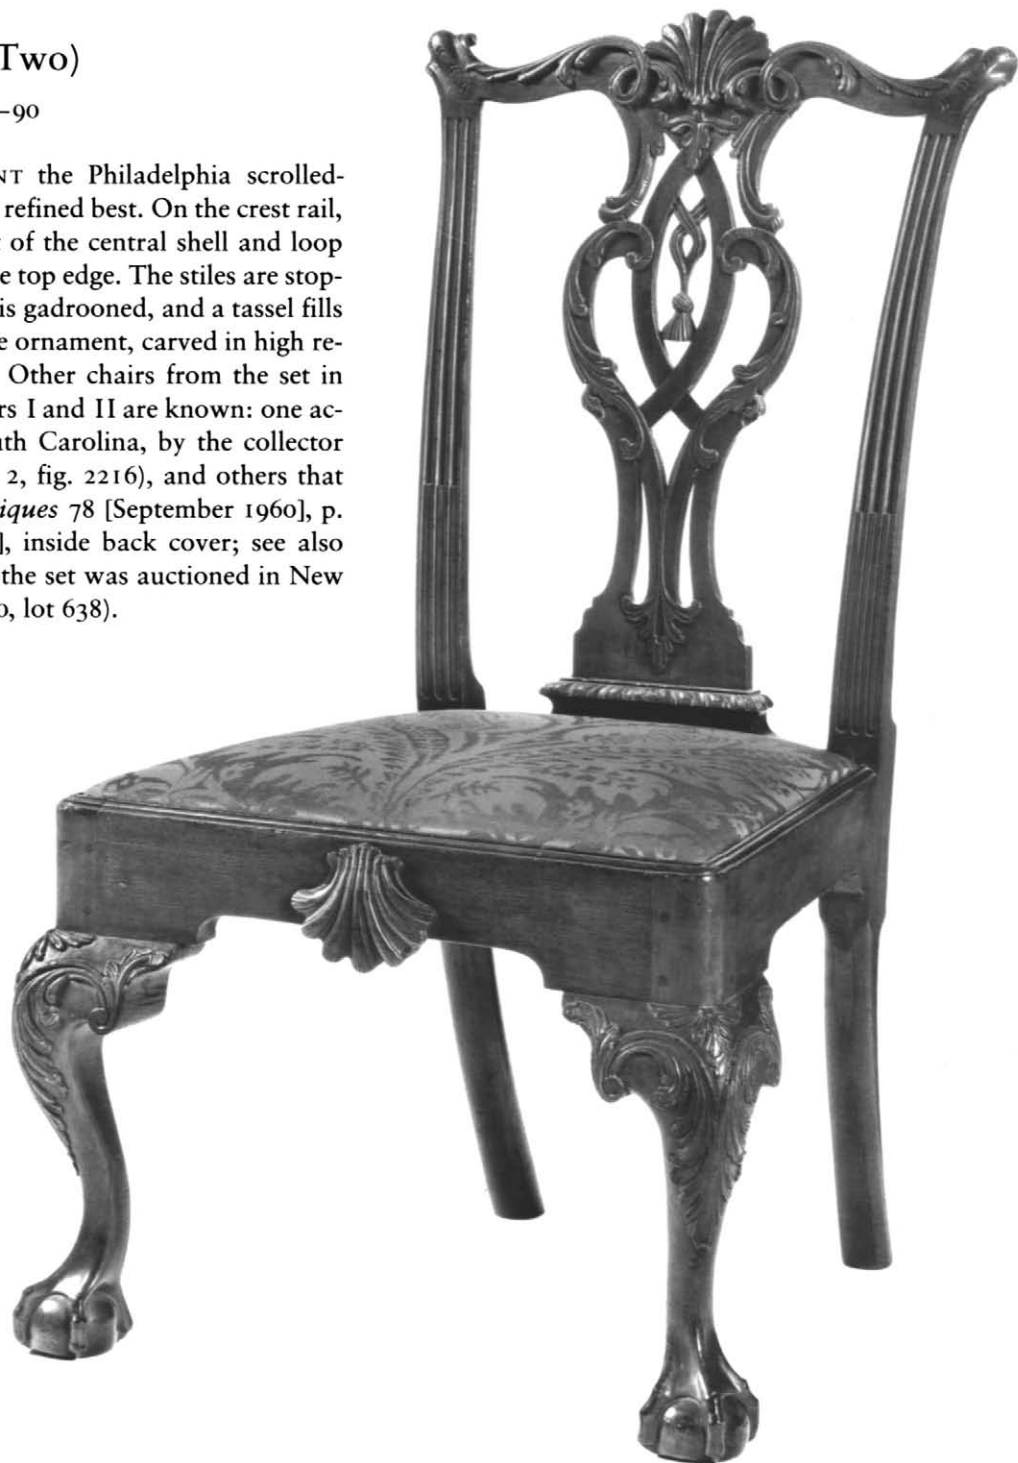 Two)
–90
NT the Philadelphia scrolled-
refined best. On the crest rail,
of the central shell and loop
e top edge. The stiles are stop-
is gadrooned, and a tassel fills
e ornament, carved in high re-
Other chairs from the set in
rs I and II are known: one ac-
th Carolina, by the collector
2, fig. 2216), and others that
iques 78 [September 1960], p.
], inside back cover; see also
the set was auctioned in New
o, lot 638).